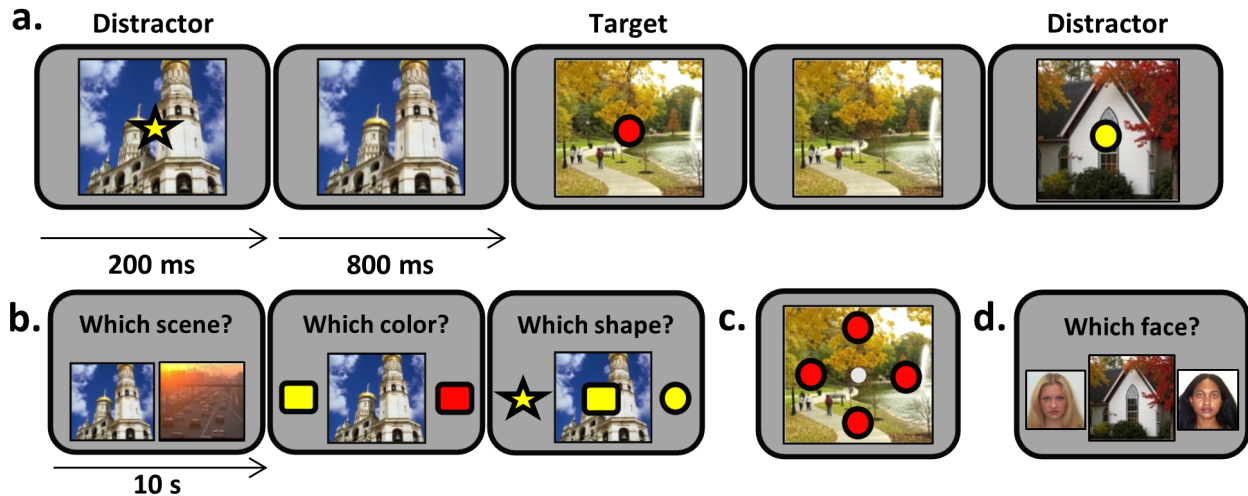 a.
Distractor
Target
Distractor
200 ms
800 ms
b.
Which scene?
Which color?
Which shape?
c.
d.
Which face?
10 s